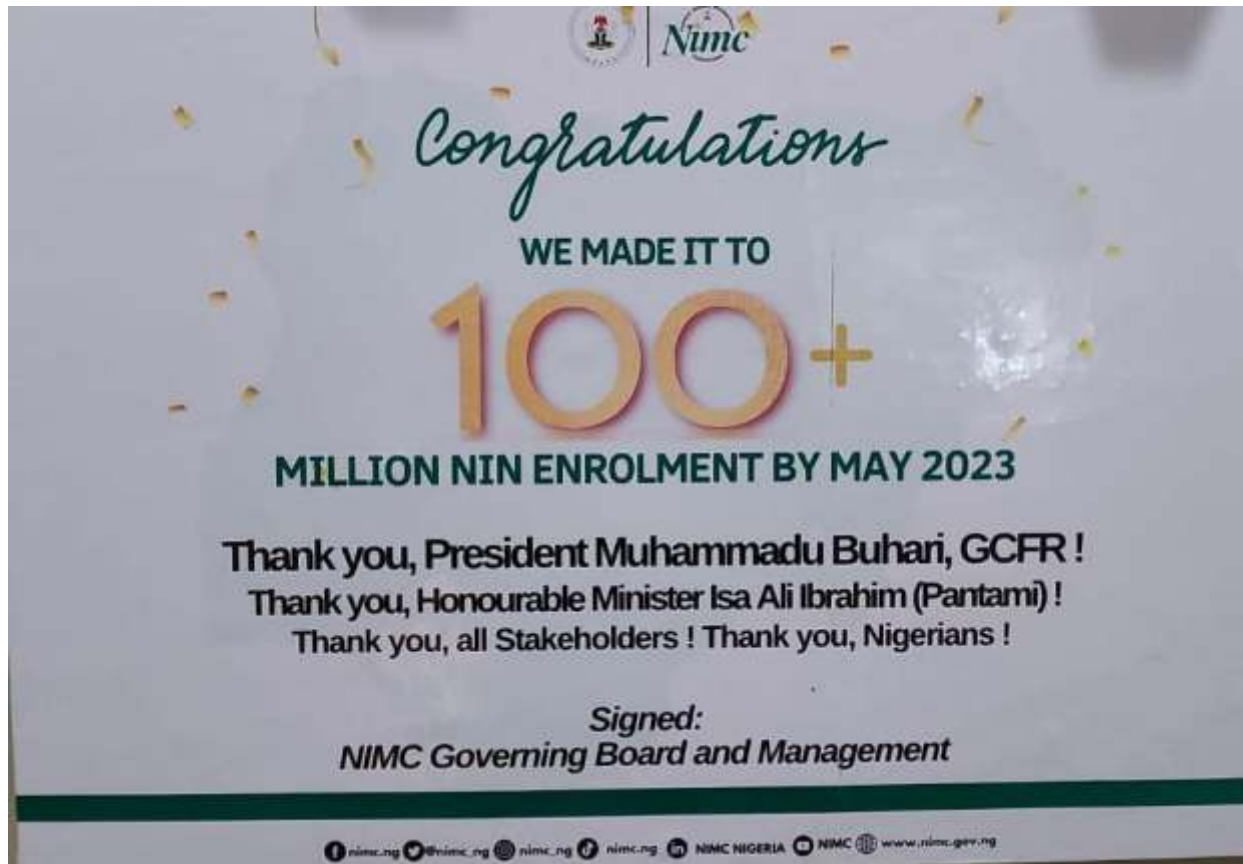 Nimc
Congratulations
WE MADE IT TO
100+
MILLION NIN ENROLMENT BY MAY 2023
Thank you, President Muhammadu Buhari, GCFR !
Thank you, Honourable Minister Isa Ali Ibrahim (Pantami) !
Thank you, all Stakeholders ! Thank you, Nigerians !
Signed:
NIMC Governing Board and Management
nimc.ng @nimc_ng nimc_ng nimc.ng NIMC NIGERIA NIMC www.nimc.gov.ng